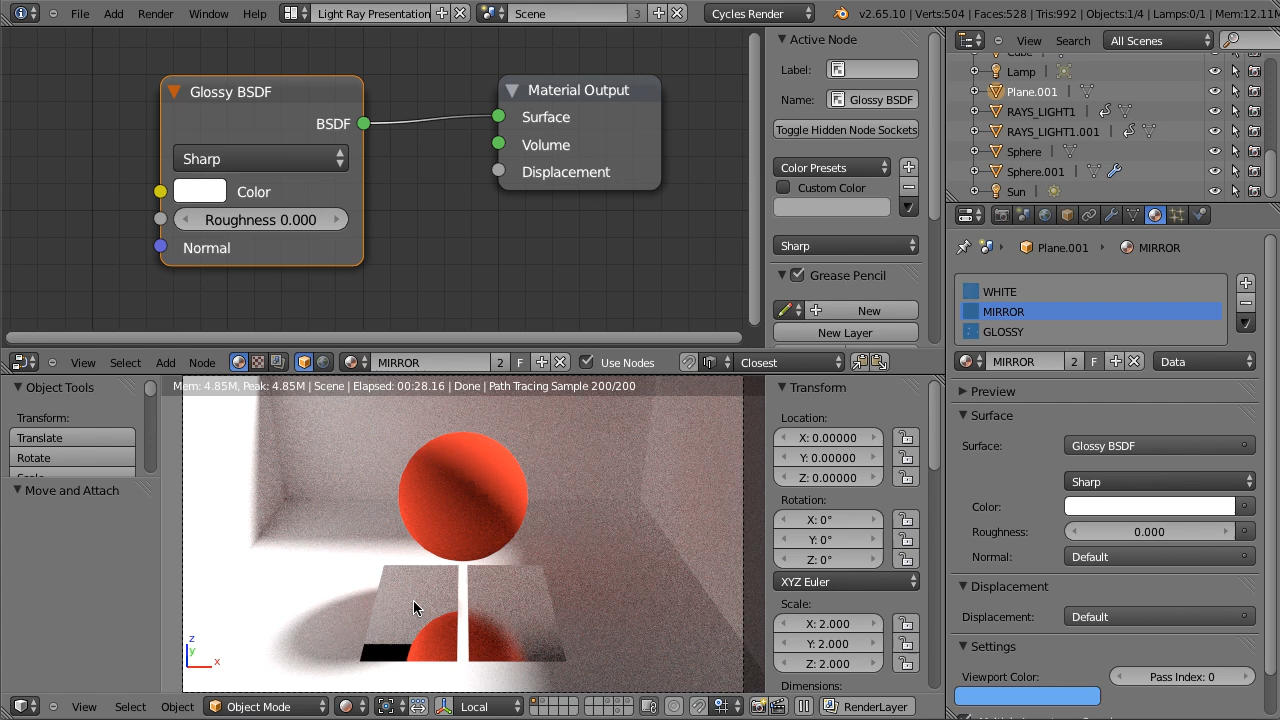 File Render Window Help Light Ray Presentation Scene 3 Cycles Render v2.65.10 | Verts:504 | Faces:528 | Tris:992 | Objects:1/4 | Lamps:0/1 | Mem:12.11M
Glossy BSDF
BSDF
Sharp
Color
Roughness 0.000
Normal
Material Output
Surface
Volume
Displacement
Active Node
Label:
Name: Glossy BSDF
Toggle Hidden Node Sockets
Color Presets
Custom Color
Sharp
Grease Pencil
New
New Layer
View Select Add Node MIRROR 2 F Use Nodes Closest
Object Tools
Transform:
Translate
Rotate
Move and Attach
Mem: 4.85M, Peak: 4.85M | Scene | Elapsed: 00:28.16 | Done | Path Tracing Sample 200/200
z
y
x
Transform
Location:
X: 0.00000
Y: 0.00000
Z: 0.00000
Rotation:
X: 0°
Y: 0°
Z: 0°
XYZ Euler
Scale:
X: 2.000
Y: 2.000
Z: 2.000
Dimensions:
View Select Object Object Mode Local RenderLayer
View Search All Scenes
Cube
Lamp
Plane.001
RAYS_LIGHT1
RAYS_LIGHT1.001
Sphere
Sphere.001
Sun
Plane.001 MIRROR
WHITE
MIRROR
GLOSSY
MIRROR 2 F Data
Preview
Surface
Surface: Glossy BSDF
Sharp
Color:
Roughness: 0.000
Normal: Default
Displacement
Displacement: Default
Settings
Viewport Color: Pass Index: 0